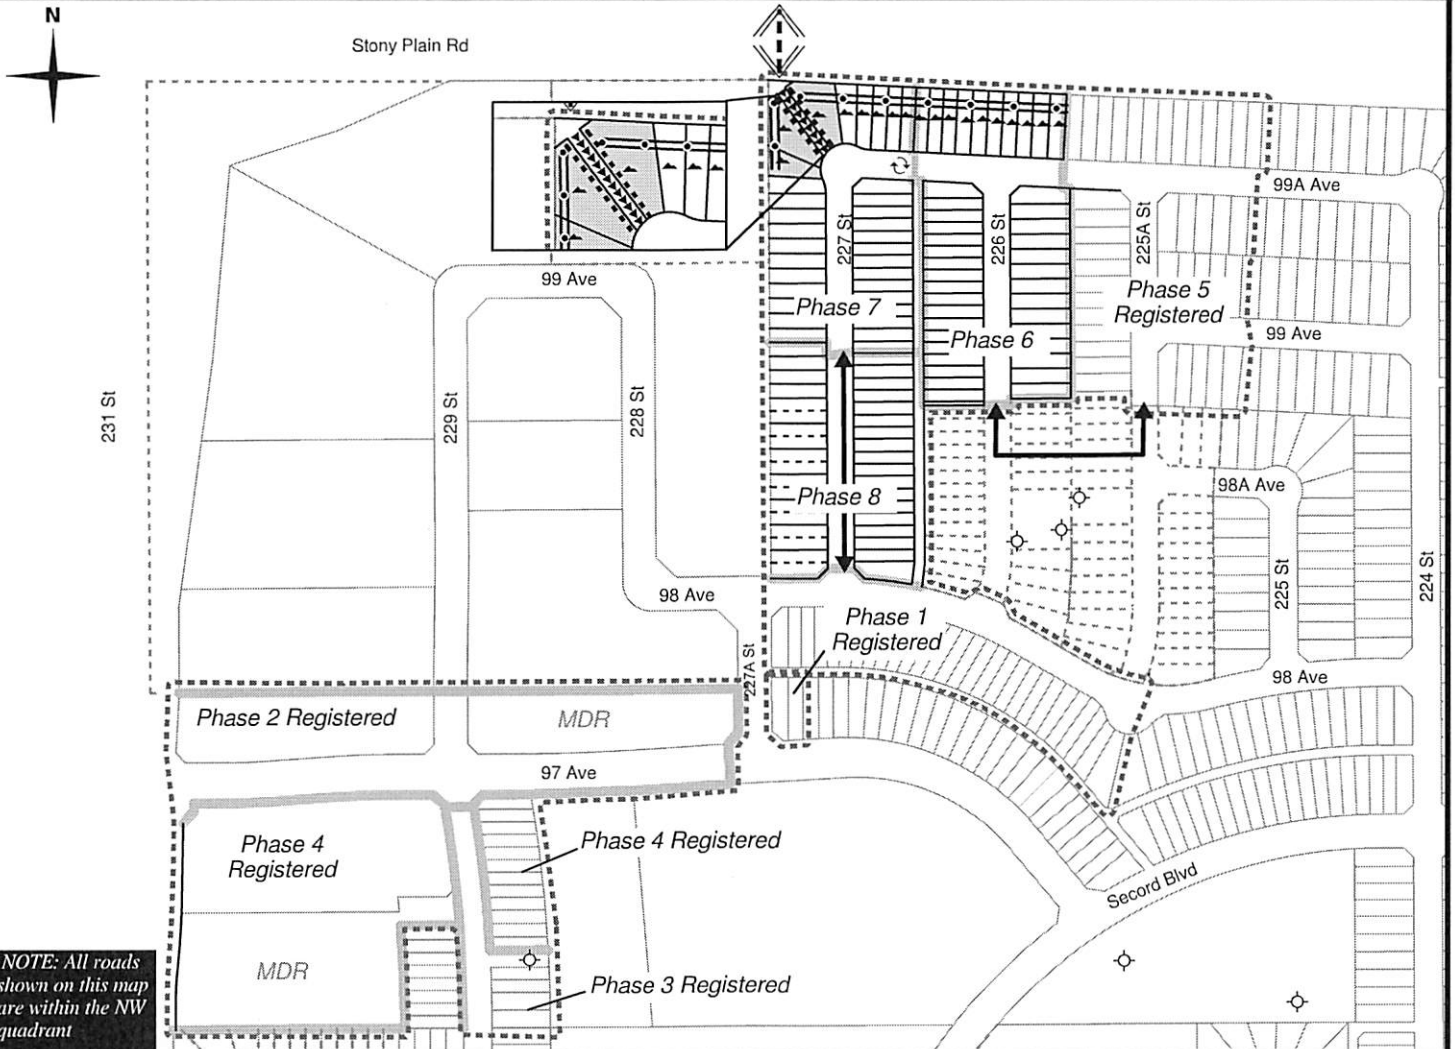 N
Stony Plain Rd
99A Ave
227 St
226 St
225A St
99 Ave
Phase 7
Phase 5
Registered
Phase 6
99 Ave
231 St
229 St
228 St
Phase 8
98A Ave
98 Ave
225 St
224 St
Phase 1
Registered
227A St
98 Ave
Phase 2 Registered
MDR
97 Ave
Phase 4
Registered
Phase 4 Registered
Secord Blvd
MDR
Phase 3 Registered
NOTE: All roads
shown on this map
are within the NW
quadrant